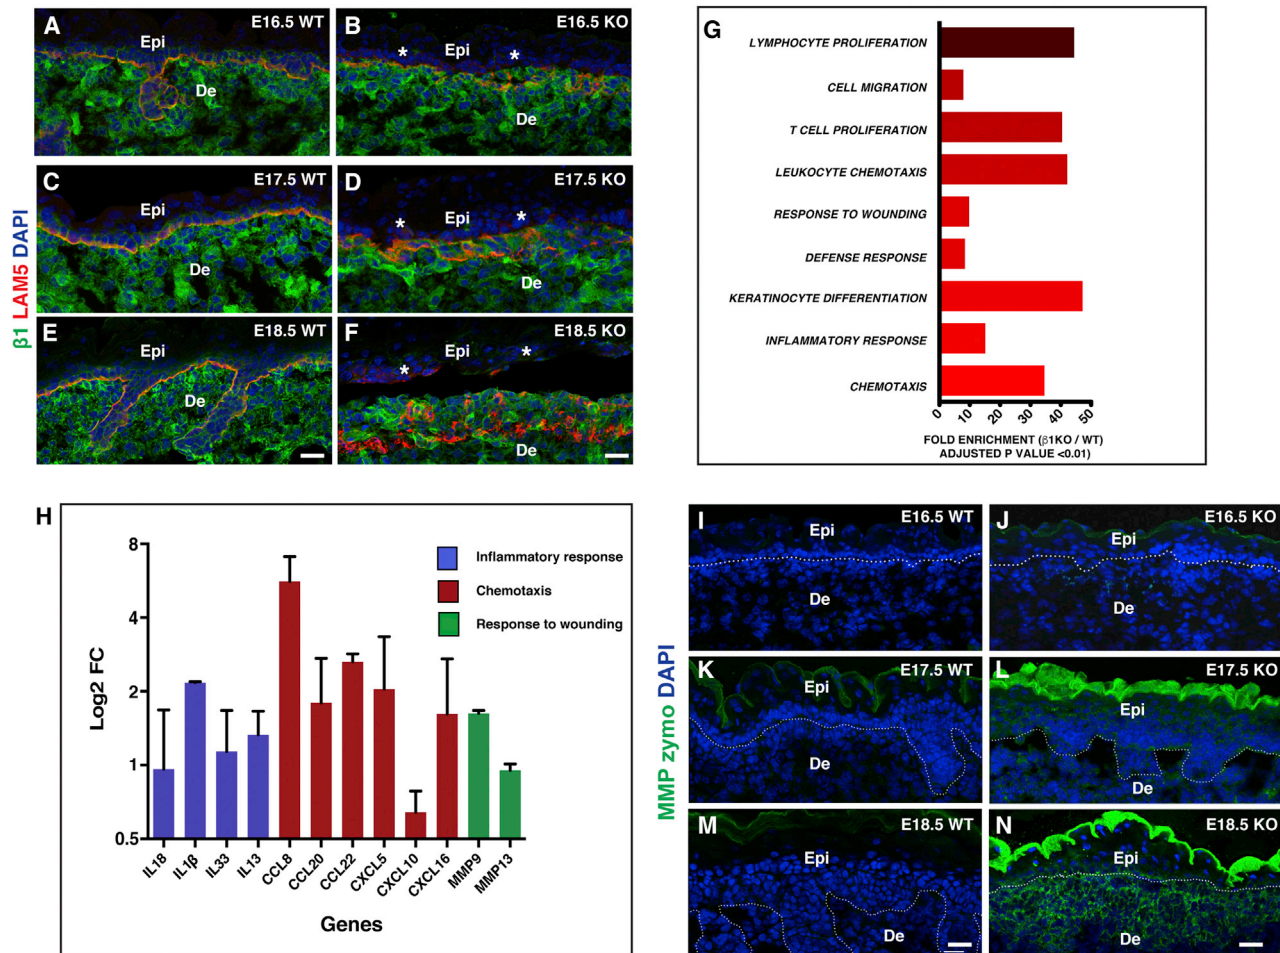 A
E16.5 WT
Epi
De
B
E16.5 KO
*
Epi
*
De
C
E17.5 WT
Epi
De
D
E17.5 KO
*
Epi
*
De
E
E18.5 WT
Epi
De
F
E18.5 KO
*
Epi
*
De
β1 LAM5 DAPI
G
LYMPHOCYTE PROLIFERATION
CELL MIGRATION
T CELL PROLIFERATION
LEUKOCYTE CHEMOTAXIS
RESPONSE TO WOUNDING
DEFENSE RESPONSE
KERATINOCYTE DIFFERENTIATION
INFLAMMATORY RESPONSE
CHEMOTAXIS
0 10 20 30 40 50
FOLD ENRICHMENT (β1KO / WT)
ADJUSTED P VALUE <0.01)
H
8
4
2
1
0.5
Log2 FC
Inflammatory response
Chemotaxis
Response to wounding
IL18 IL1β IL33 IL13 CCL8 CCL20 CCL22 CXCL5 CXCL10 CXCL16 MMP9 MMP13
Genes
I
E16.5 WT
Epi
De
J
E16.5 KO
Epi
De
K
E17.5 WT
Epi
De
L
E17.5 KO
Epi
De
M
E18.5 WT
Epi
De
N
E18.5 KO
Epi
De
MMP zymo DAPI